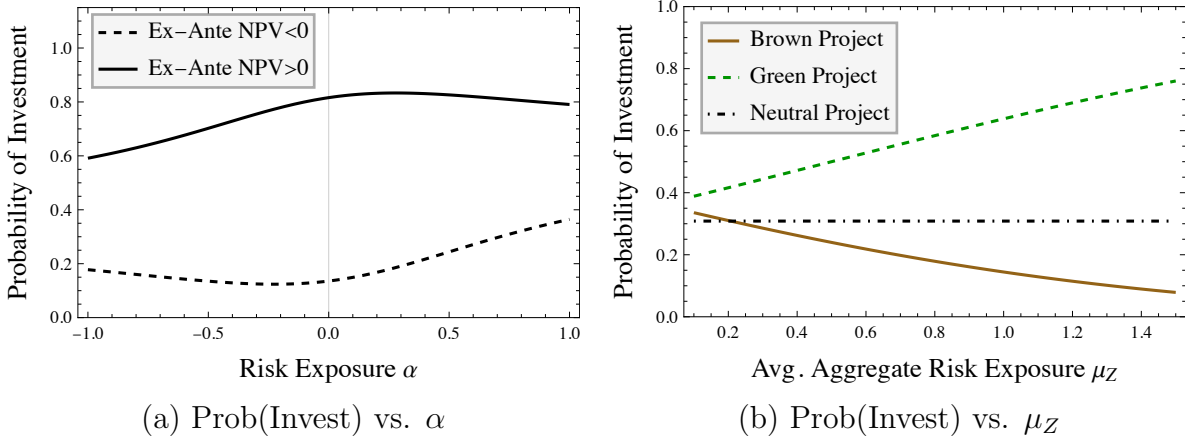 Ex-Ante NPV<0
Ex-Ante NPV>0
Probability of Investment
1.0
0.8
0.6
0.4
0.2
0.0
-1.0 -0.5 0.0 0.5 1.0
Risk Exposure α
(a) Prob(Invest) vs. α
Brown Project
Green Project
Neutral Project
Probability of Investment
1.0
0.8
0.6
0.4
0.2
0.0
0.2 0.4 0.6 0.8 1.0 1.2 1.4
Avg. Aggregate Risk Exposure μ_Z
(b) Prob(Invest) vs. μ_Z